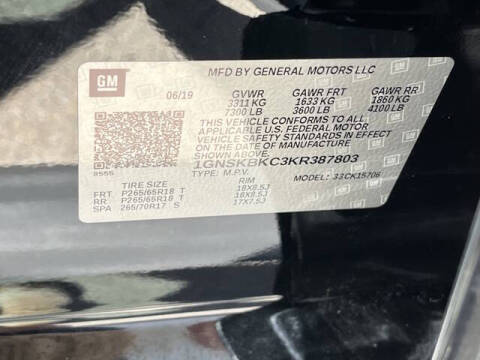 GM
MFD BY GENERAL MOTORS LLC
06/19 GVWR GAWR FRT GAWR RR
3311 KG 1633 KG 1860 KG
7300 LB 3600 LB 4100 LB
THIS VEHICLE CONFORMS TO ALL
APPLICABLE U.S. FEDERAL MOTOR
VEHICLE SAFETY STANDARDS IN EFFECT
ON THE DATE OF MANUFACTURE SHOWN ABOVE
1GNSKBKC3KR387803
TYPE: M.P.V. MODEL: 33CK15706
TIRE SIZE RIM
FRT P265/65R18 T 18X8.5J
RR P265/65R18 T 18X8.5J
SPA 265/70R17 S 17X7.5J